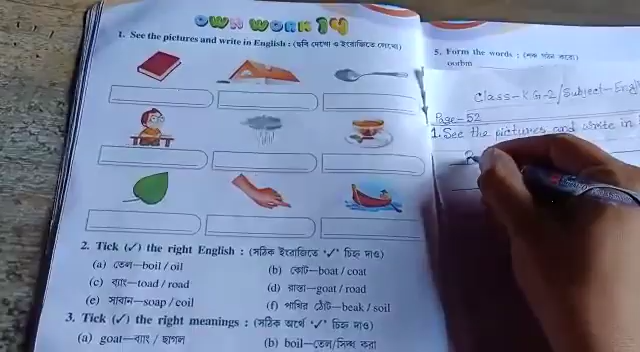 OWN WORK 14
1. See the pictures and write in English : (ছবি দেখো ও ইংরাজিতে লেখো)
2. Tick (✓) the right English : (সঠিক ইংরাজিতে '✓' চিহ্ন দাও)
(a) তেল—boil / oil
(b) কোট—boat / coat
(c) ব্যাং—toad / road
(d) রাস্তা—goat / road
(e) সাবান—soap / coil
(f) পাখির ঠোঁট—beak / soil
3. Tick (✓) the right meanings : (সঠিক অর্থে '✓' চিহ্ন দাও)
(a) goat—ব্যাং / ছাগল
(b) boil—তেল/সিদ্ধ করা
5. Form the words : (শব্দ গঠন করো)
Class-KG-2/Subject-Eng
Page-52
1. See the pictures and write in